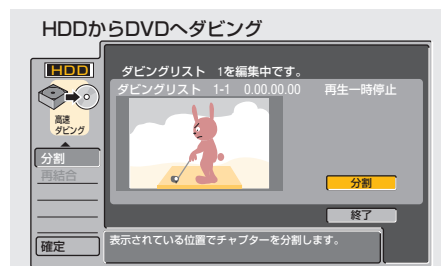 HDDからDVDへダビング
HDD
ダビングリスト 1を編集中です。
ダビングリスト 1-1 0.00.00.00 再生一時停止
高速
ダビング
分割
再結合
分割
終了
確定
表示されている位置でチャプターを分割します。